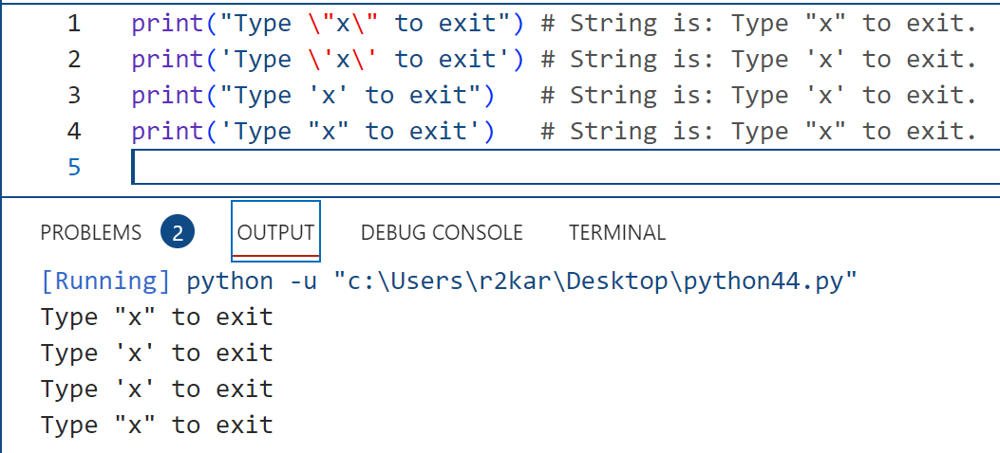 1 print("Type \"x\" to exit") # String is: Type "x" to exit.
2 print('Type \'x\' to exit') # String is: Type 'x' to exit.
3 print("Type 'x' to exit")   # String is: Type 'x' to exit.
4 print('Type "x" to exit')   # String is: Type "x" to exit.
5
PROBLEMS 2 OUTPUT DEBUG CONSOLE TERMINAL
[Running] python -u "c:\Users\r2kar\Desktop\python44.py"
Type "x" to exit
Type 'x' to exit
Type 'x' to exit
Type "x" to exit